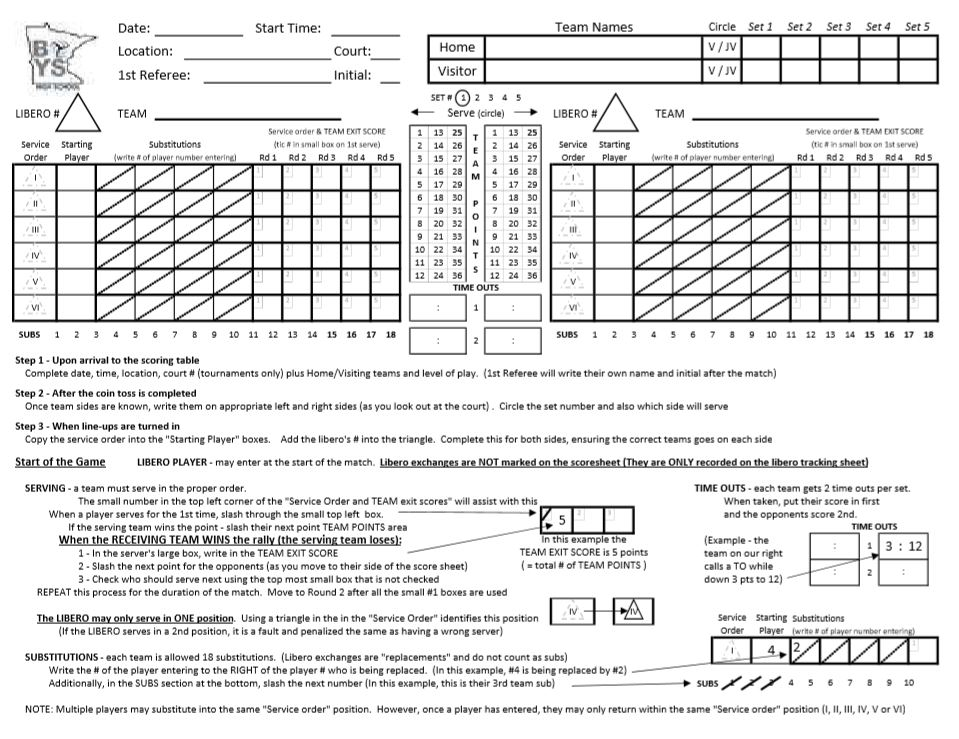 Date: ____________ Start Time: __________
Location: ____________ Court: _____
1st Referee: ____________ Initial: ___
B YS
HIGH SCHOOL
Team Names Circle Set 1 Set 2 Set 3 Set 4 Set 5
Home V / JV
Visitor V / JV
SET # 1 2 3 4 5
Serve (circle)
LIBERO # TEAM
Service order & TEAM EXIT SCORE
Service Starting Substitutions (tic # in small box on 1st serve)
Order Player (write # of player number entering) Rd 1 Rd 2 Rd 3 Rd 4 Rd 5
I 1 2 3 4 5
II 1 2 3 4 5
III 1 2 3 4 5
IV 1 2 3 4 5
V 1 2 3 4 5
VI 1 2 3 4 5
SUBS 1 2 3 4 5 6 7 8 9 10 11 12 13 14 15 16 17 18
TEAM POINTS
1 13 25 1 13 25
2 14 26 2 14 26
3 15 27 3 15 27
4 16 28 4 16 28
5 17 29 5 17 29
6 18 30 6 18 30
7 19 31 7 19 31
8 20 32 8 20 32
9 21 33 9 21 33
10 22 34 10 22 34
11 23 35 11 23 35
12 24 36 12 24 36
TIME OUTS
: 1 :
: 2 :
LIBERO # TEAM
Service order & TEAM EXIT SCORE
Service Starting Substitutions (tic # in small box on 1st serve)
Order Player (write # of player number entering) Rd 1 Rd 2 Rd 3 Rd 4 Rd 5
I 1 2 3 4 5
II 1 2 3 4 5
III 1 2 3 4 5
IV 1 2 3 4 5
V 1 2 3 4 5
VI 1 2 3 4 5
SUBS 1 2 3 4 5 6 7 8 9 10 11 12 13 14 15 16 17 18
Step 1 - Upon arrival to the scoring table
Complete date, time, location, court # (tournaments only) plus Home/Visiting teams and level of play. (1st Referee will write their own name and initial after the match)
Step 2 - After the coin toss is completed
Once team sides are known, write them on appropriate left and right sides (as you look out at the court) . Circle the set number and also which side will serve
Step 3 - When line-ups are turned in
Copy the service order into the "Starting Player" boxes. Add the libero's # into the triangle. Complete this for both sides, ensuring the correct teams goes on each side
Start of the Game LIBERO PLAYER - may enter at the start of the match. Libero exchanges are NOT marked on the scoresheet (They are ONLY recorded on the libero tracking sheet)
SERVING - a team must serve in the proper order.
The small number in the top left corner of the "Service Order and TEAM exit scores" will assist with this
When a player serves for the 1st time, slash through the small top left box.
If the serving team wins the point - slash their next point TEAM POINTS area
When the RECEIVING TEAM WINS the rally (the serving team loses):
1 - In the server's large box, write in the TEAM EXIT SCORE
2 - Slash the next point for the opponents (as you move to their side of the score sheet)
3 - Check who should serve next using the top most small box that is not checked
REPEAT this process for the duration of the match. Move to Round 2 after all the small #1 boxes are used
5 2 3
In this example the
TEAM EXIT SCORE is 5 points
( = total # of TEAM POINTS )
TIME OUTS - each team gets 2 time outs per set.
When taken, put their score in first
and the opponents score 2nd.
TIME OUTS
(Example - the
team on our right
calls a TO while
down 3 pts to 12)
: 1 3 : 12
: 2 :
The LIBERO may only serve in ONE position. Using a triangle in the in the "Service Order" identifies this position
(If the LIBERO serves in a 2nd position, it is a fault and penalized the same as having a wrong server)
IV IV
SUBSTITUTIONS - each team is allowed 18 substitutions. (Libero exchanges are "replacements" and do not count as subs)
Write the # of the player entering to the RIGHT of the player # who is being replaced. (In this example, #4 is being replaced by #2)
Additionally, in the SUBS section at the bottom, slash the next number (In this example, this is their 3rd team sub)
Service Starting Substitutions
Order Player (write # of player number entering)
I 4 2 1
SUBS 1 2 3 4 5 6 7 8 9 10
NOTE: Multiple players may substitute into the same "Service order" position. However, once a player has entered, they may only return within the same "Service order" position (I, II, III, IV, V or VI)